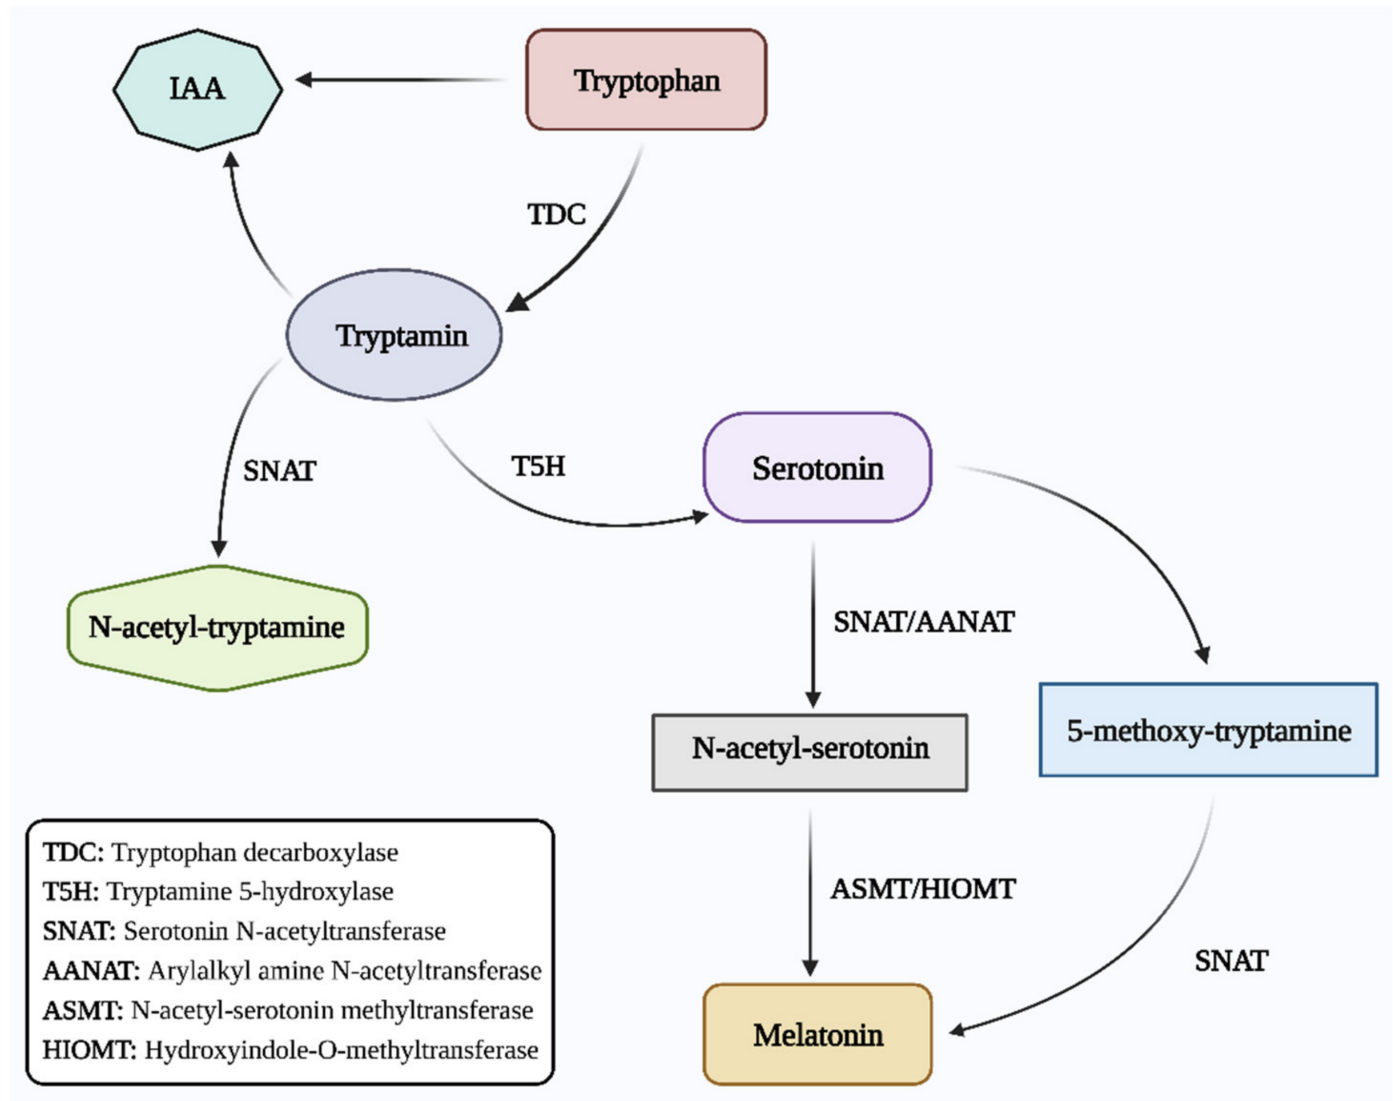 IAA
Tryptophan
TDC
Tryptamin
SNAT
T5H
Serotonin
N-acetyl-tryptamine
SNAT/AANAT
5-methoxy-tryptamine
N-acetyl-serotonin
ASMT/HIOMT
SNAT
Melatonin
TDC: Tryptophan decarboxylase
T5H: Tryptamine 5-hydroxylase
SNAT: Serotonin N-acetyltransferase
AANAT: Arylalkyl amine N-acetyltransferase
ASMT: N-acetyl-serotonin methyltransferase
HIOMT: Hydroxyindole-O-methyltransferase